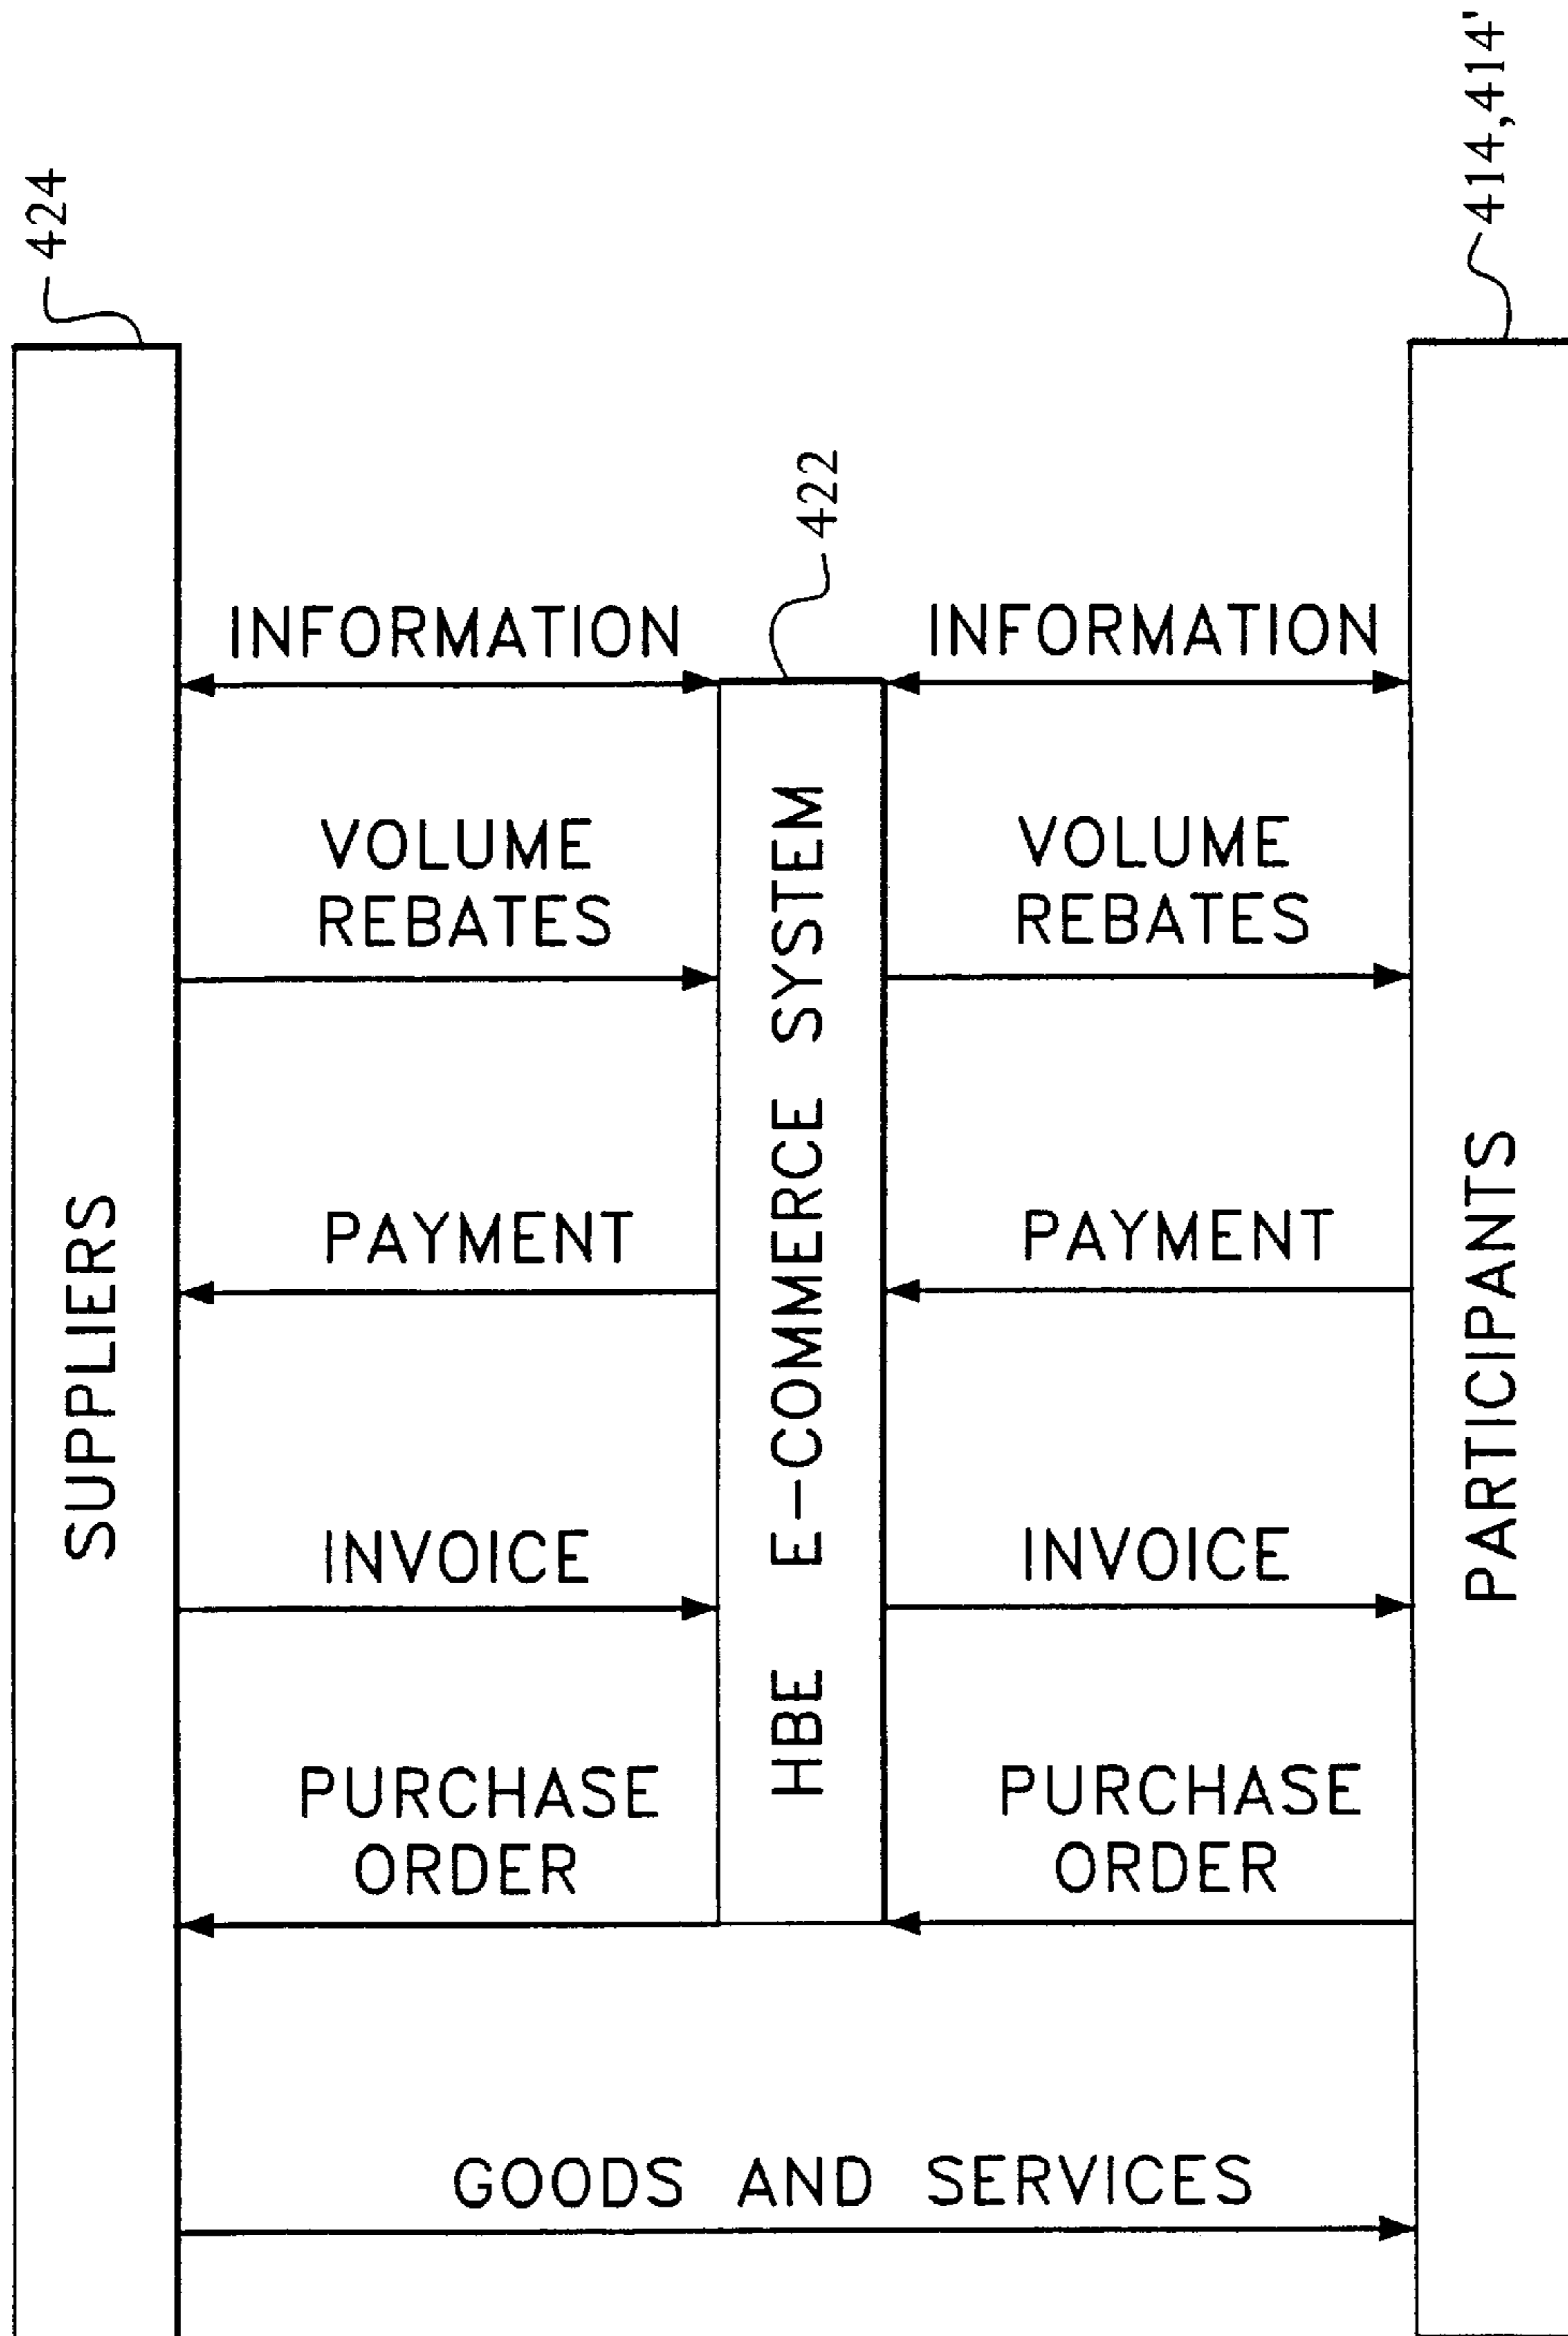 424
SUPPLIERS
INFORMATION
VOLUME
REBATES
PAYMENT
INVOICE
PURCHASE
ORDER
422
HBE E-COMMERCE SYSTEM
INFORMATION
VOLUME
REBATES
PAYMENT
INVOICE
PURCHASE
ORDER
GOODS AND SERVICES
414,414'
PARTICIPANTS